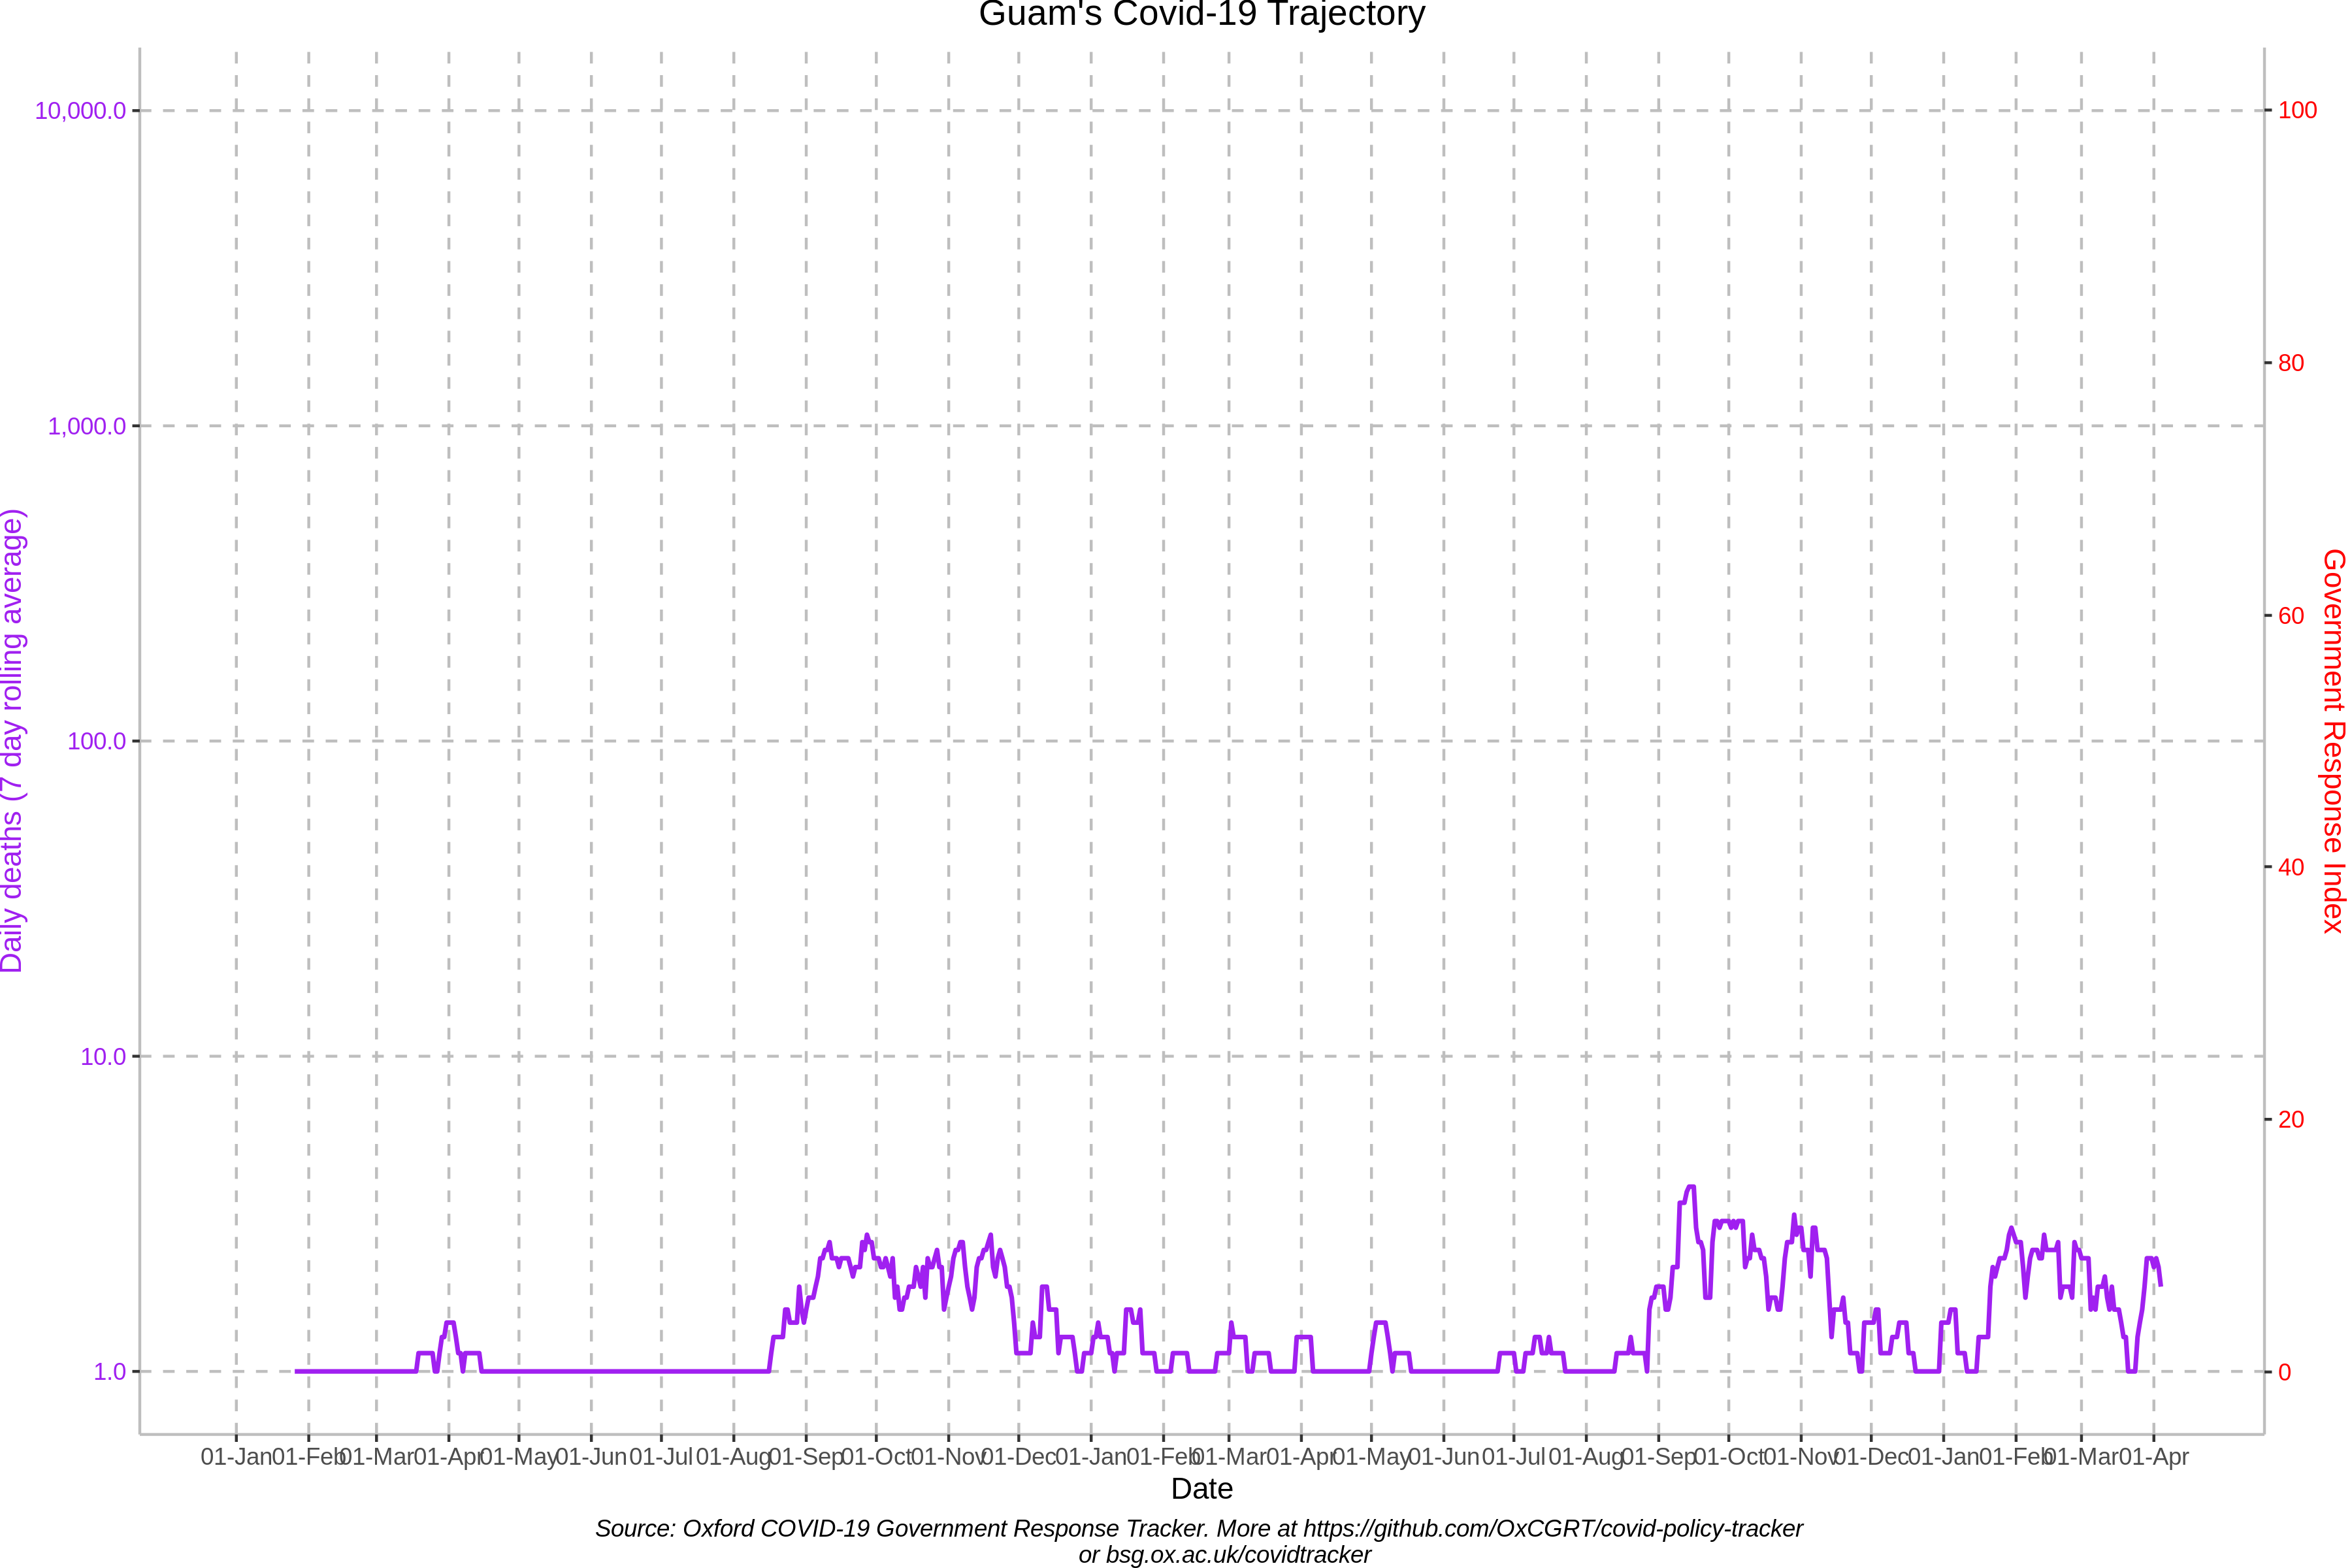 Guam's Covid-19 Trajectory
10,000.0
1,000.0
100.0
10.0
1.0
Daily deaths (7 day rolling average)
100
80
60
40
20
0
Government Response Index
01-Jan 01-Feb 01-Mar 01-Apr 01-May 01-Jun 01-Jul 01-Aug 01-Sep 01-Oct 01-Nov 01-Dec 01-Jan 01-Feb 01-Mar 01-Apr 01-May 01-Jun 01-Jul 01-Aug 01-Sep 01-Oct 01-Nov 01-Dec 01-Jan 01-Feb 01-Mar 01-Apr
Date
Source: Oxford COVID-19 Government Response Tracker. More at https://github.com/OxCGRT/covid-policy-tracker
or bsg.ox.ac.uk/covidtracker